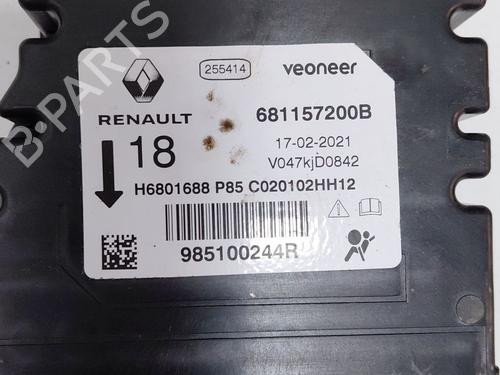 B-PARTS
255414
veoneer
RENAULT
681157200B
18
17-02-2021
V047kjD0842
H6801688 P85 C020102HH12
985100244R